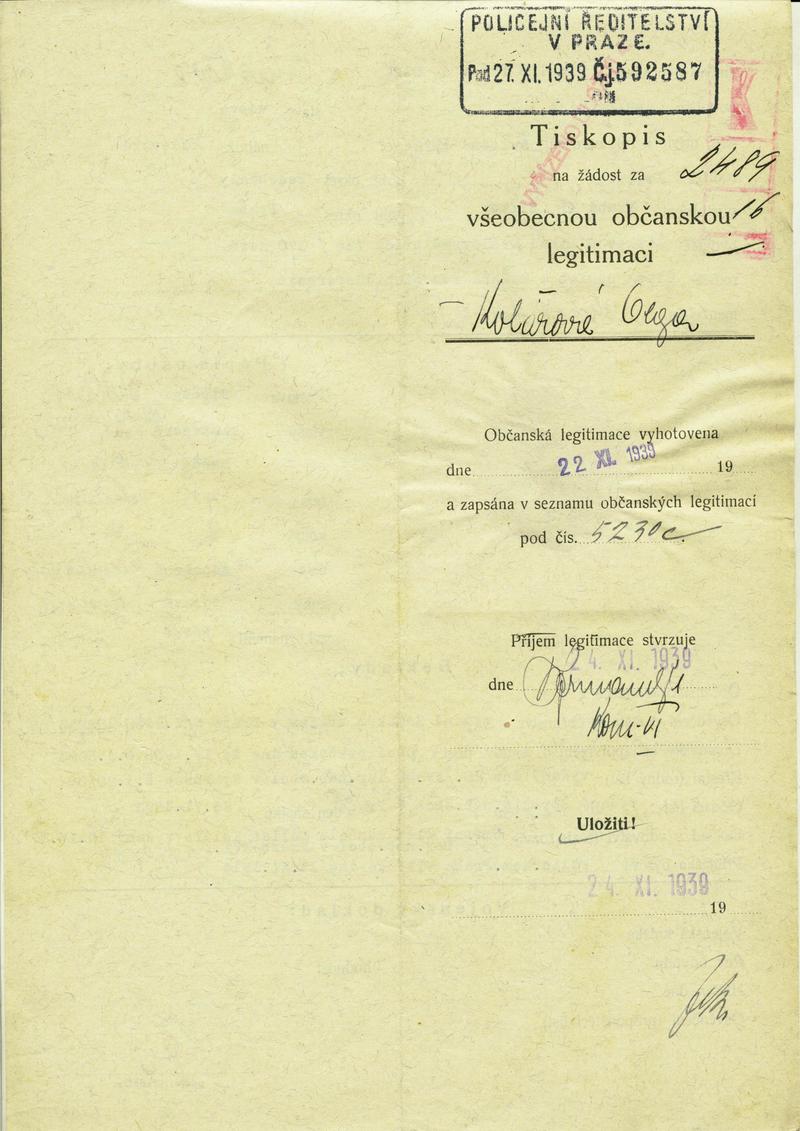 POLICEJNÍ ŘEDITELSTVÍ
V PRAZE.
Pod 27. XI. 1939 Č.j. 592587
Tiskopis
na žádost za
2489
všeobecnou občanskou
16
legitimaci
Kolářová Olga
Občanská legitimace vyhotovena
dne 22 XI. 1939 19
a zapsána v seznamu občanských legitimací
pod čís. 5230c.
Příjem legitimace stvrzuje
24. XI. 1939
dne
Kom-VI
Uložiti!
24. XI. 1939
19